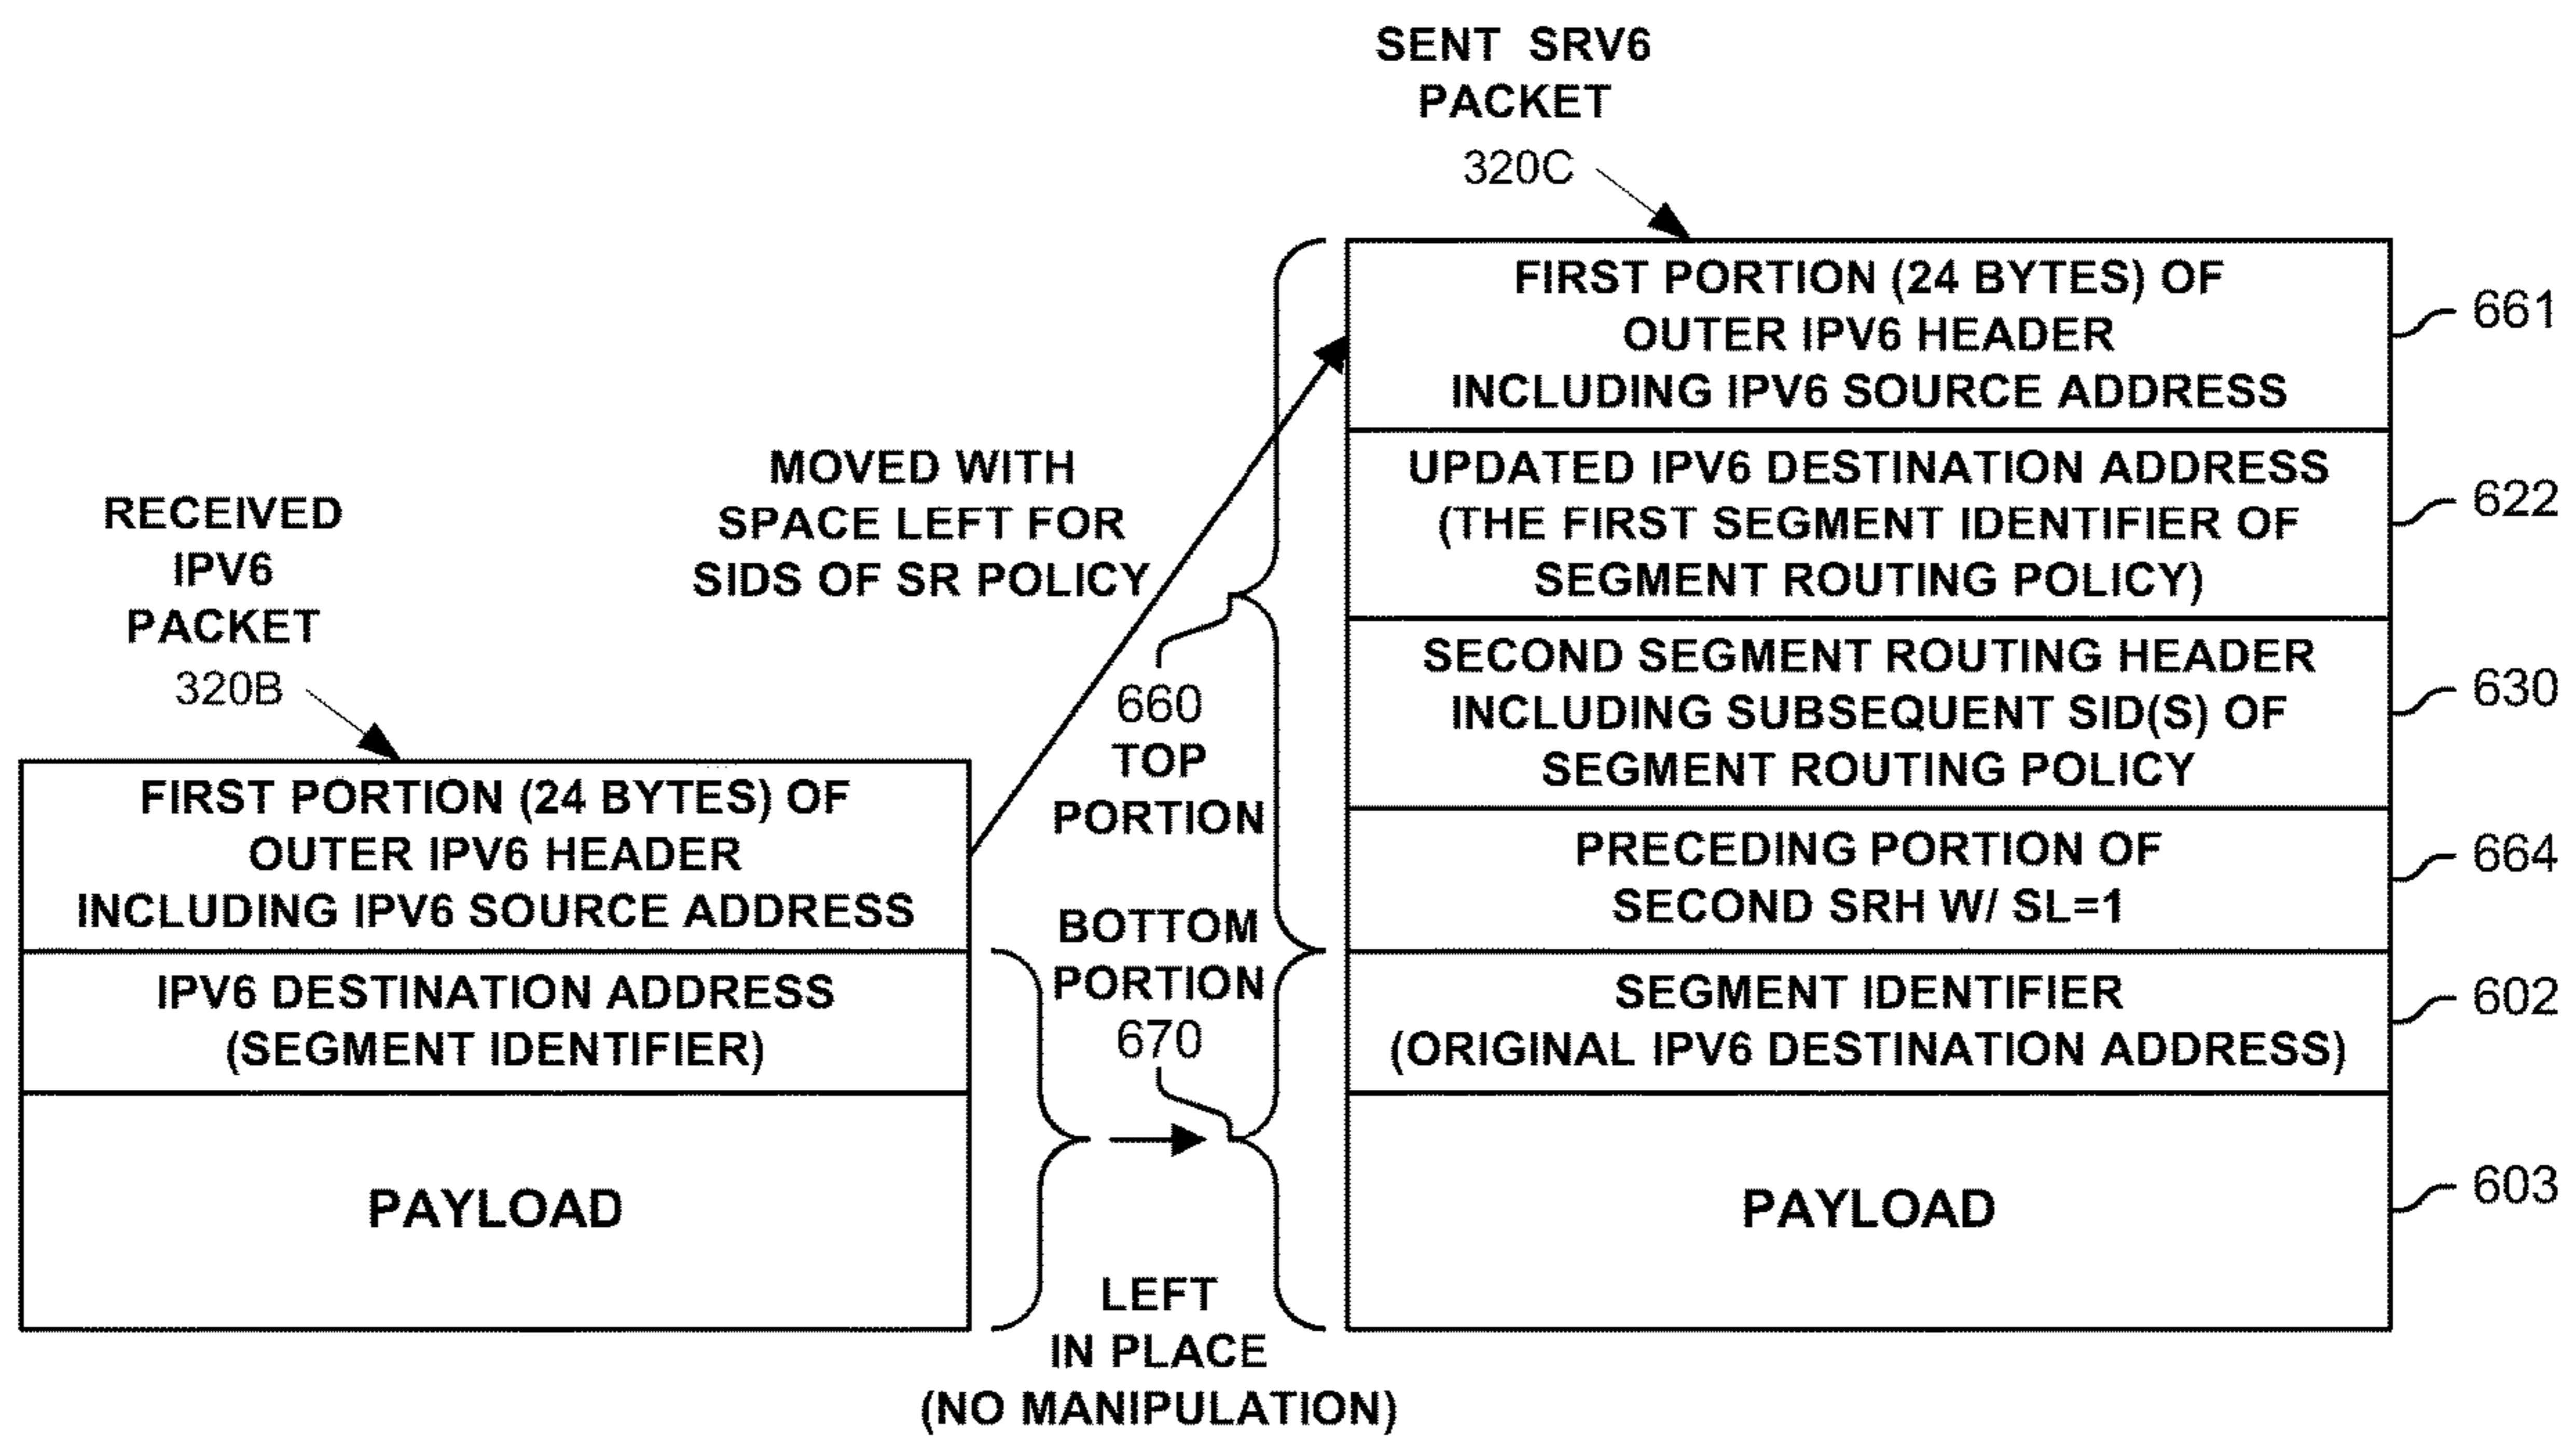 SENT SRV6
PACKET
320C
RECEIVED
IPV6
PACKET
320B
FIRST PORTION (24 BYTES) OF
OUTER IPV6 HEADER
INCLUDING IPV6 SOURCE ADDRESS
IPV6 DESTINATION ADDRESS
(SEGMENT IDENTIFIER)
PAYLOAD
MOVED WITH
SPACE LEFT FOR
SIDS OF SR POLICY
660
TOP
PORTION
BOTTOM
PORTION
670
LEFT
IN PLACE
(NO MANIPULATION)
FIRST PORTION (24 BYTES) OF
OUTER IPV6 HEADER
INCLUDING IPV6 SOURCE ADDRESS
661
UPDATED IPV6 DESTINATION ADDRESS
(THE FIRST SEGMENT IDENTIFIER OF
SEGMENT ROUTING POLICY)
622
SECOND SEGMENT ROUTING HEADER
INCLUDING SUBSEQUENT SID(S) OF
SEGMENT ROUTING POLICY
630
PRECEDING PORTION OF
SECOND SRH W/ SL=1
664
SEGMENT IDENTIFIER
(ORIGINAL IPV6 DESTINATION ADDRESS)
602
PAYLOAD
603